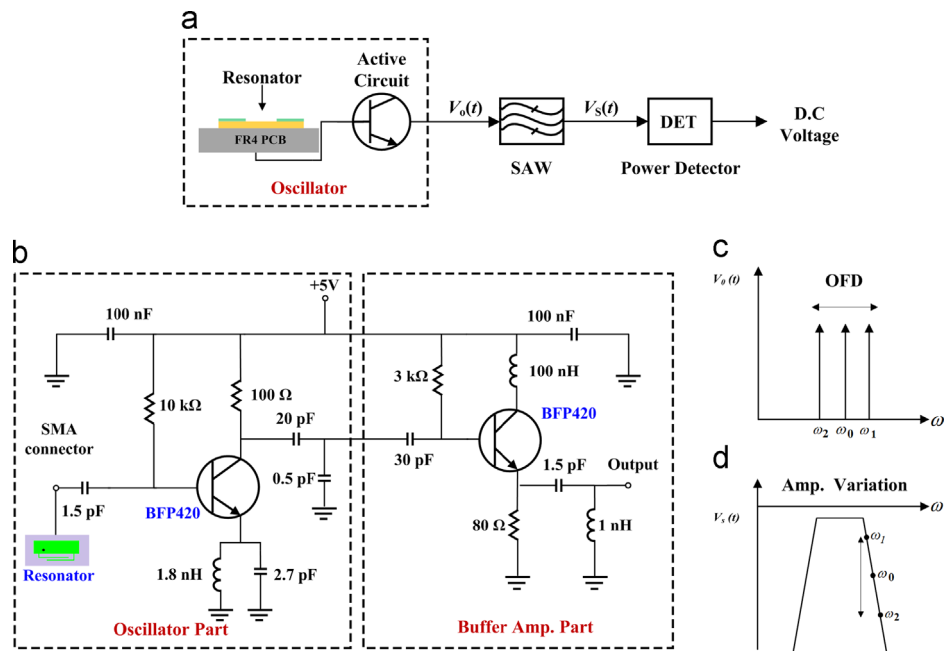 a
Resonator
FR4 PCB
Active
Circuit
Oscillator
Vo(t)
SAW
VS(t)
DET
Power Detector
D.C
Voltage
b
+5V
100 nF
100 nF
10 kΩ
100 Ω
3 kΩ
100 nH
SMA
connector
20 pF
BFP420
30 pF
0.5 pF
1.5 pF
BFP420
1.5 pF
Output
Resonator
1.8 nH
2.7 pF
80 Ω
1 nH
Oscillator Part
Buffer Amp. Part
c
V0 (t)
OFD
ω2 ω0 ω1
ω
d
Amp. Variation
ω
Vs (t)
ω1
ω0
ω2